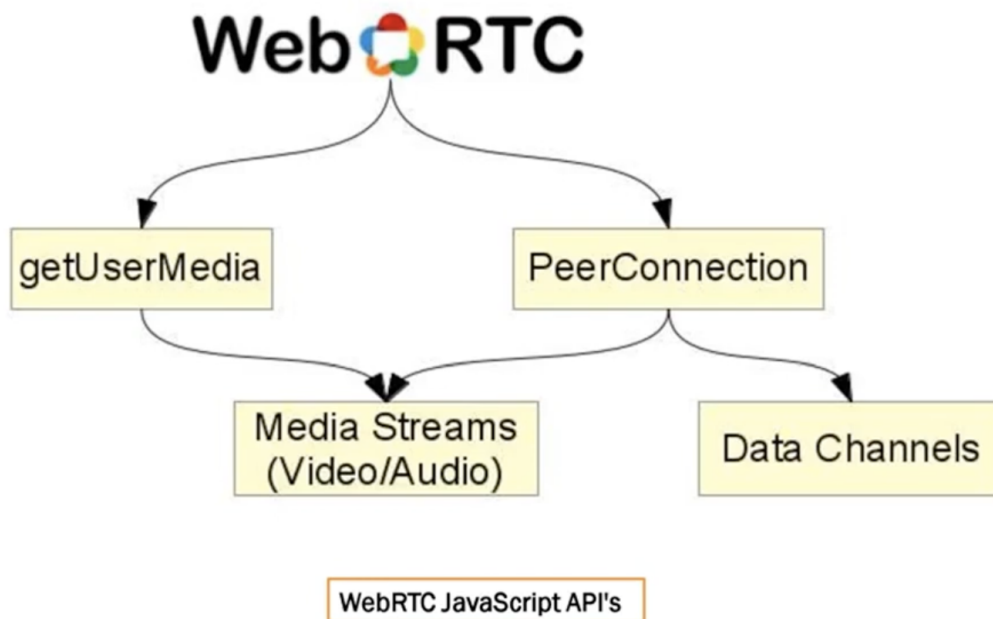 Web RTC
getUserMedia
PeerConnection
Media Streams
(Video/Audio)
Data Channels
WebRTC JavaScript API's